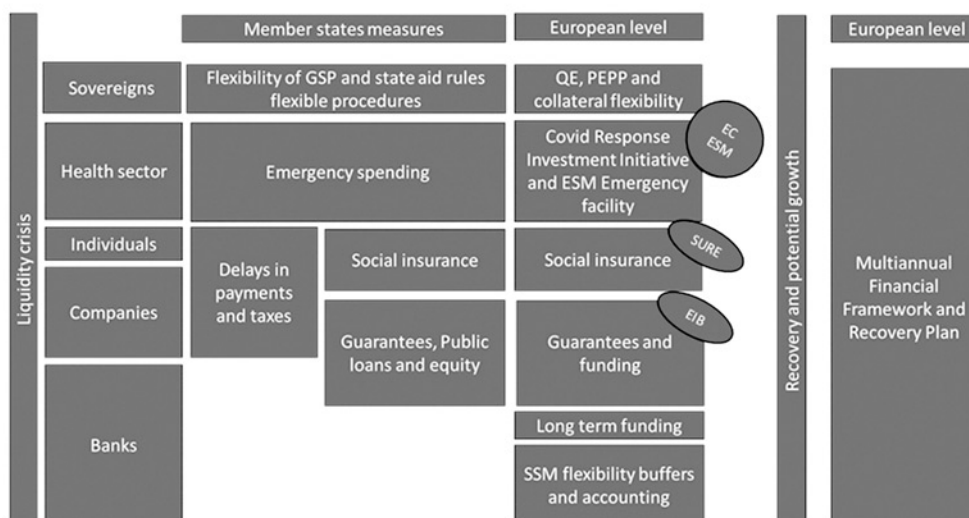 Liquidity crisis
Member states measures
European level
Sovereigns
Flexibility of GSP and state aid rules
flexible procedures
QE, PEPP and
collateral flexibility
EC
ESM
Health sector
Emergency spending
Covid Response
Investment Initiative
and ESM Emergency
facility
Individuals
Companies
Delays in
payments
and taxes
Social insurance
Social insurance
SURE
Guarantees, Public
loans and equity
Guarantees and
funding
EIB
Banks
Long term funding
SSM flexibility buffers
and accounting
Recovery and potential growth
European level
Multiannual
Financial
Framework and
Recovery Plan